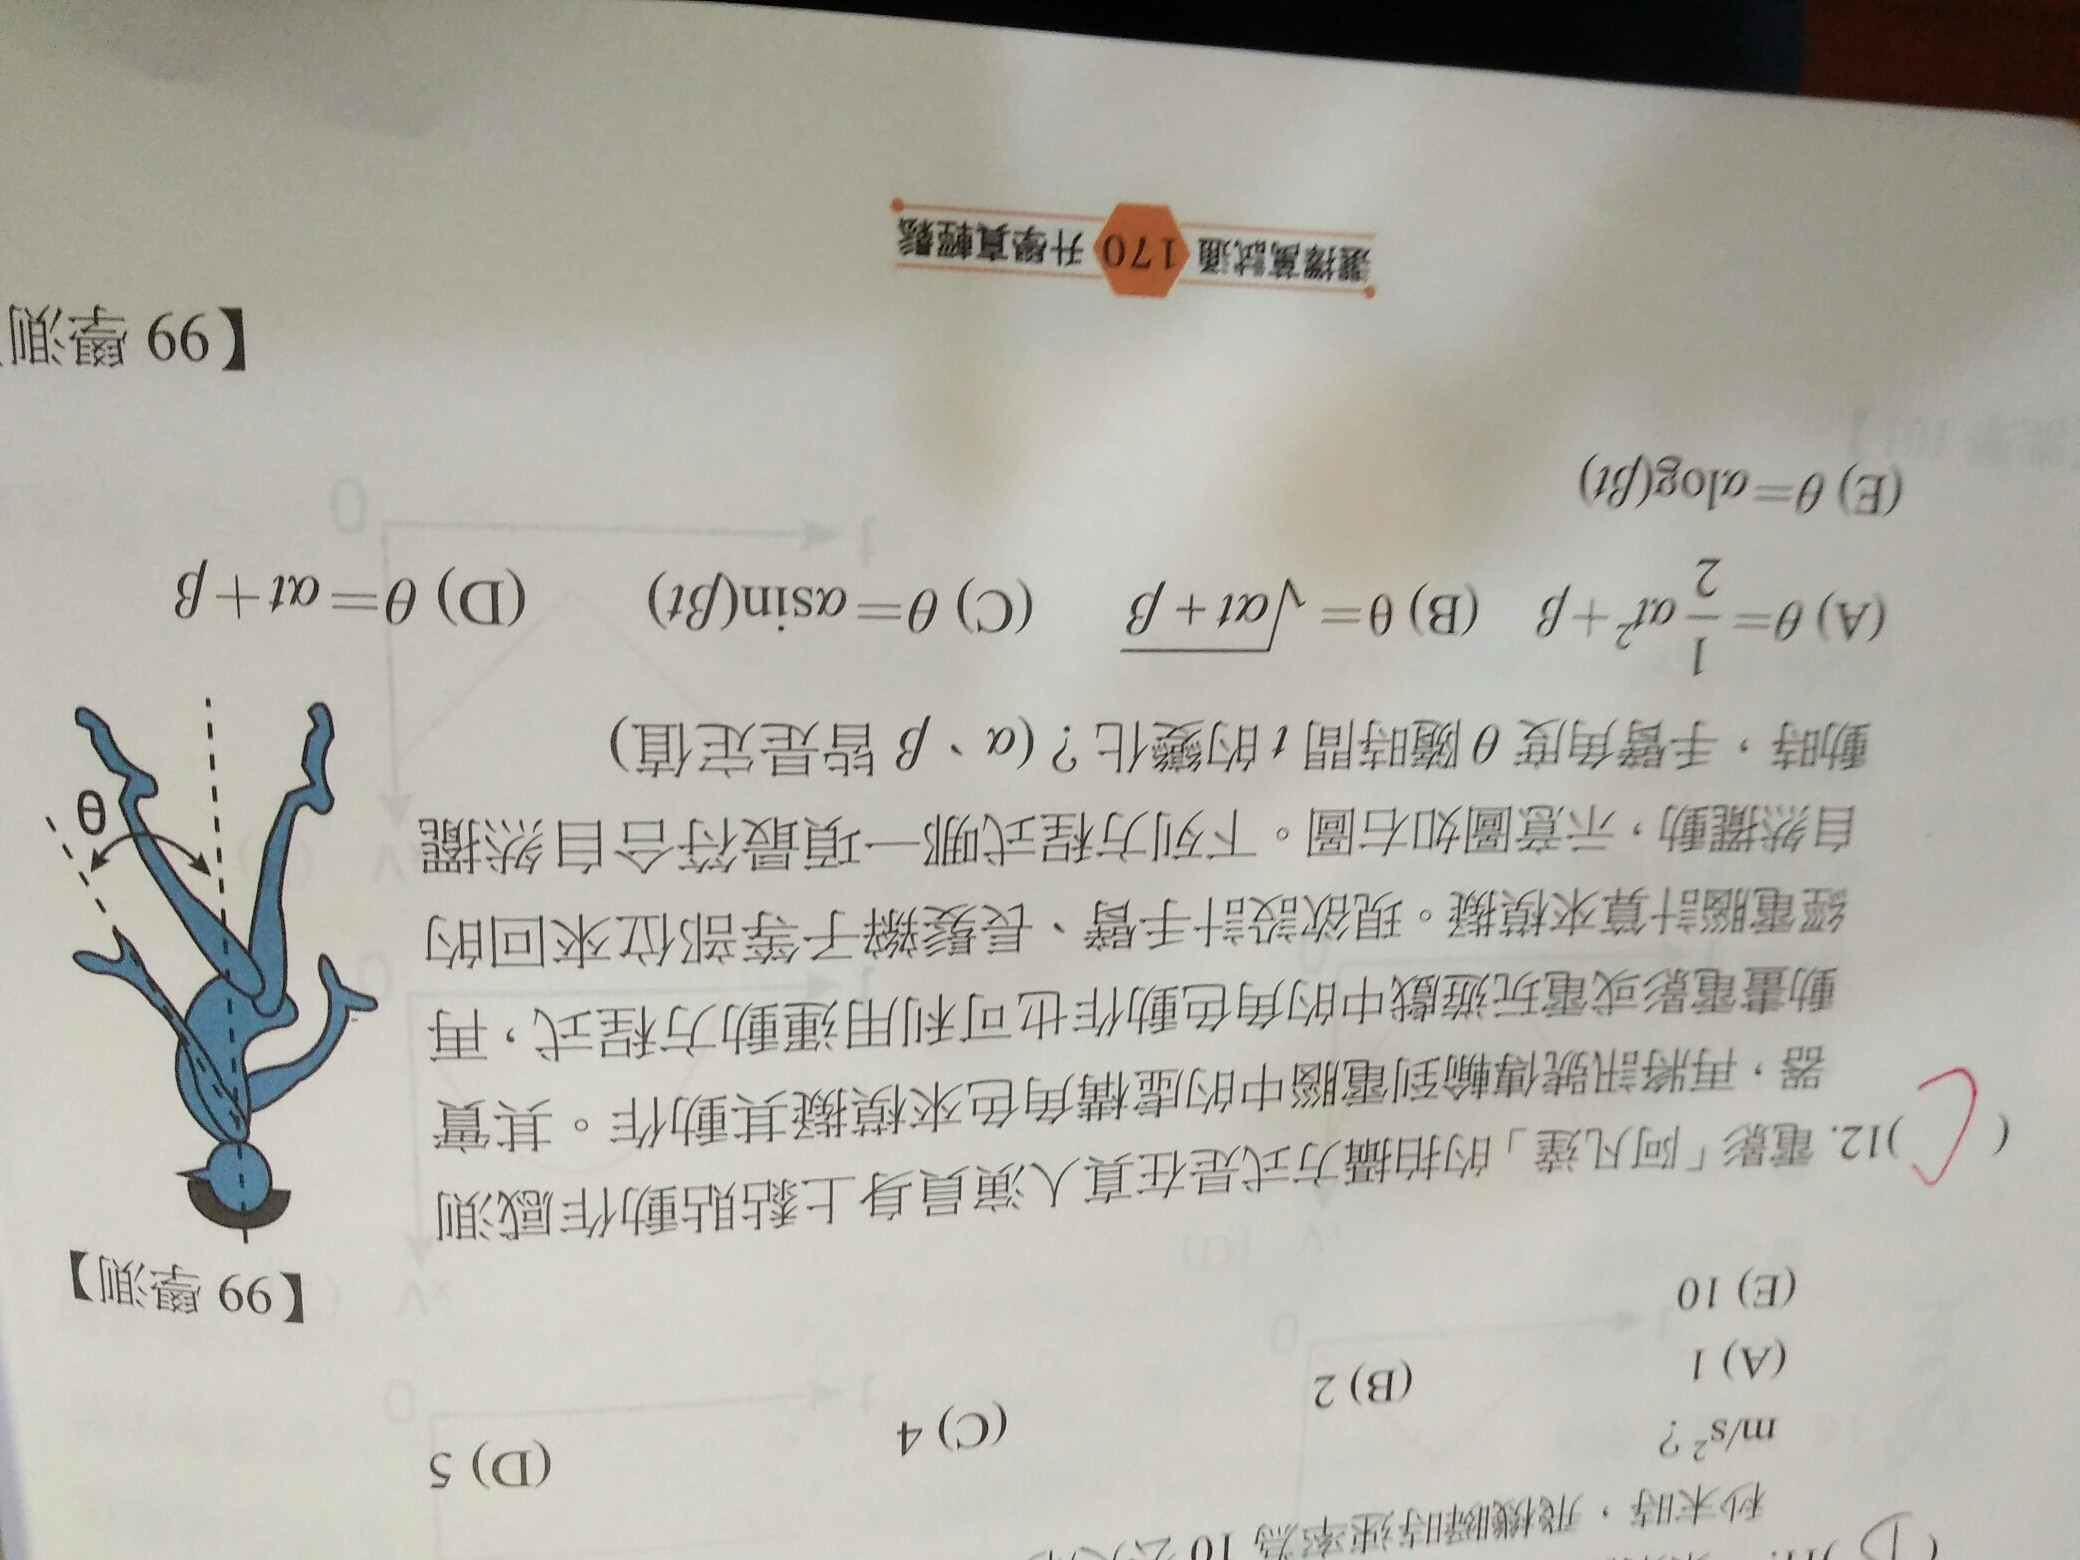 秒末時，飛機瞬時速率為 10 公
m/s²？
(A) 1 (B) 2 (C) 4 (D) 5
(E) 10
【99 學測】
( C )12. 電影「阿凡達」的拍攝方式是在真人演員身上黏貼動作感測
器，再將訊號傳輸到電腦中的虛構角色來模擬其動作。其實
動畫電影或電玩遊戲中的角色動作也可利用運動方程式，再
經電腦計算來模擬。現欲設計手臂、長髮辮子等部位來回的
自然擺動，示意圖如右圖。下列方程式哪一項最符合自然擺
動時，手臂角度 θ 隨時間 t 的變化？(α、β 皆是定值)
θ
(A) θ=1/2 αt²+β (B) θ=√(αt+β) (C) θ=αsin(βt) (D) θ=αt+β
(E) θ=αlog(βt)
【99 學測】
選擇萬試通 170 升學真輕鬆